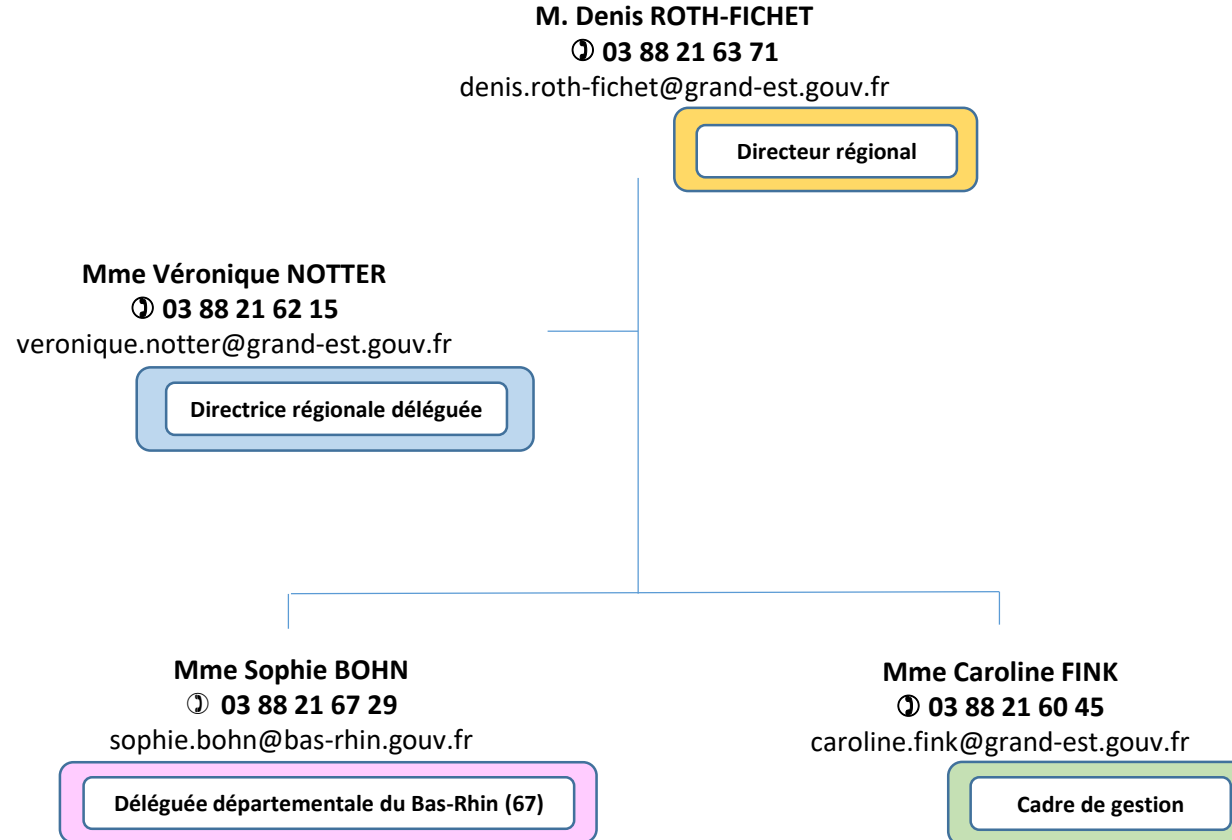 M. Denis ROTH-FICHET
✆ 03 88 21 63 71
denis.roth-fichet@grand-est.gouv.fr
Directeur régional
Mme Véronique NOTTER
✆ 03 88 21 62 15
veronique.notter@grand-est.gouv.fr
Directrice régionale déléguée
Mme Sophie BOHN
✆ 03 88 21 67 29
sophie.bohn@bas-rhin.gouv.fr
Déléguée départementale du Bas-Rhin (67)
Mme Caroline FINK
✆ 03 88 21 60 45
caroline.fink@grand-est.gouv.fr
Cadre de gestion